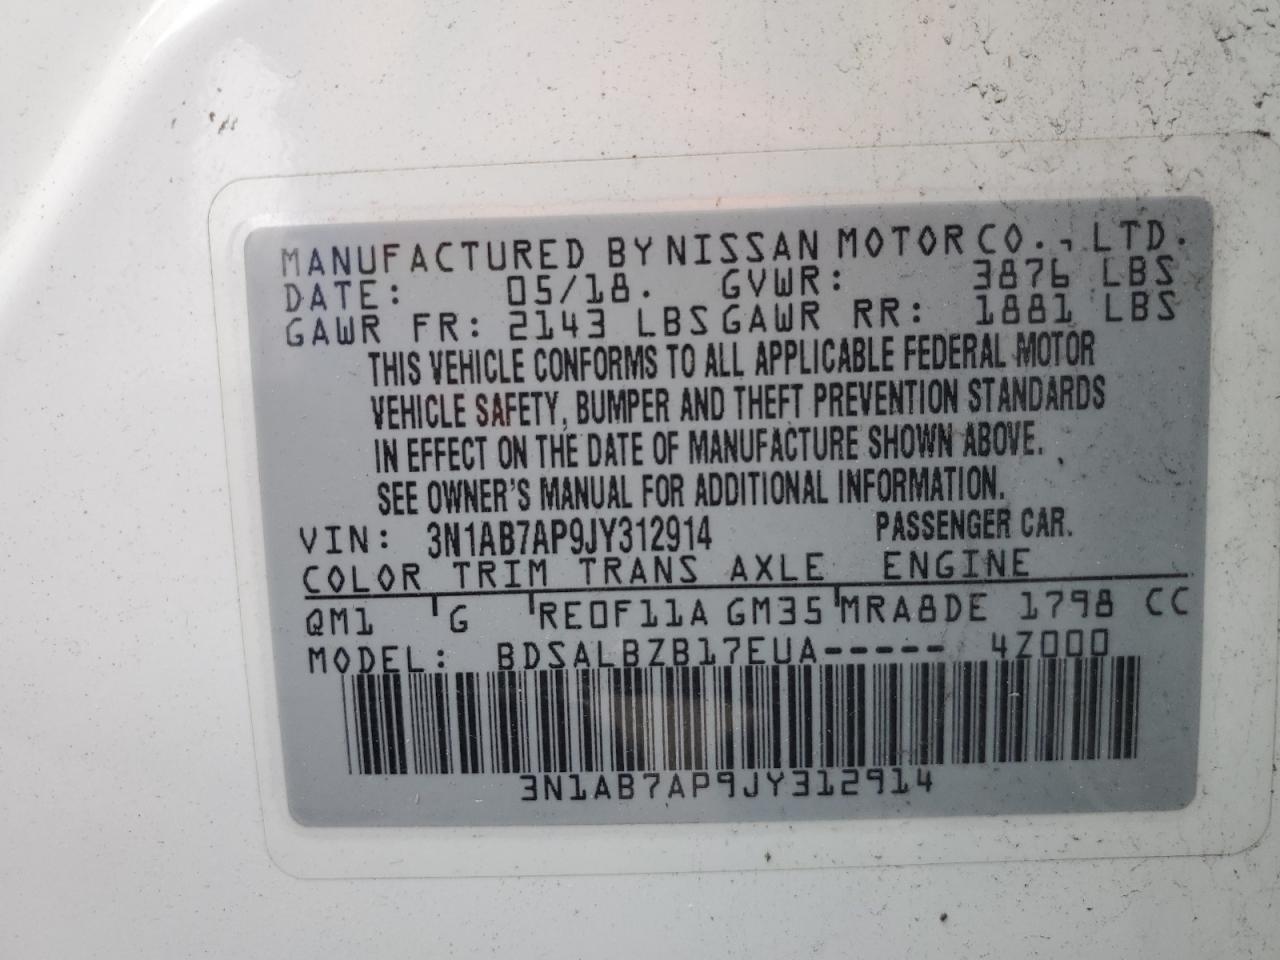 MANUFACTURED BY NISSAN MOTOR CO., LTD.
DATE: 05/18. GVWR: 3876 LBS
GAWR FR: 2143 LBS GAWR RR: 1881 LBS
THIS VEHICLE CONFORMS TO ALL APPLICABLE FEDERAL MOTOR
VEHICLE SAFETY, BUMPER AND THEFT PREVENTION STANDARDS
IN EFFECT ON THE DATE OF MANUFACTURE SHOWN ABOVE.
SEE OWNER'S MANUAL FOR ADDITIONAL INFORMATION.
VIN: 3N1AB7AP9JY312914 PASSENGER CAR.
COLOR TRIM TRANS AXLE ENGINE
QM1 G RE0F11A GM35 MRA8DE 1798 CC
MODEL: BDSALBZB17EUA----- 4Z000
3N1AB7AP9JY312914